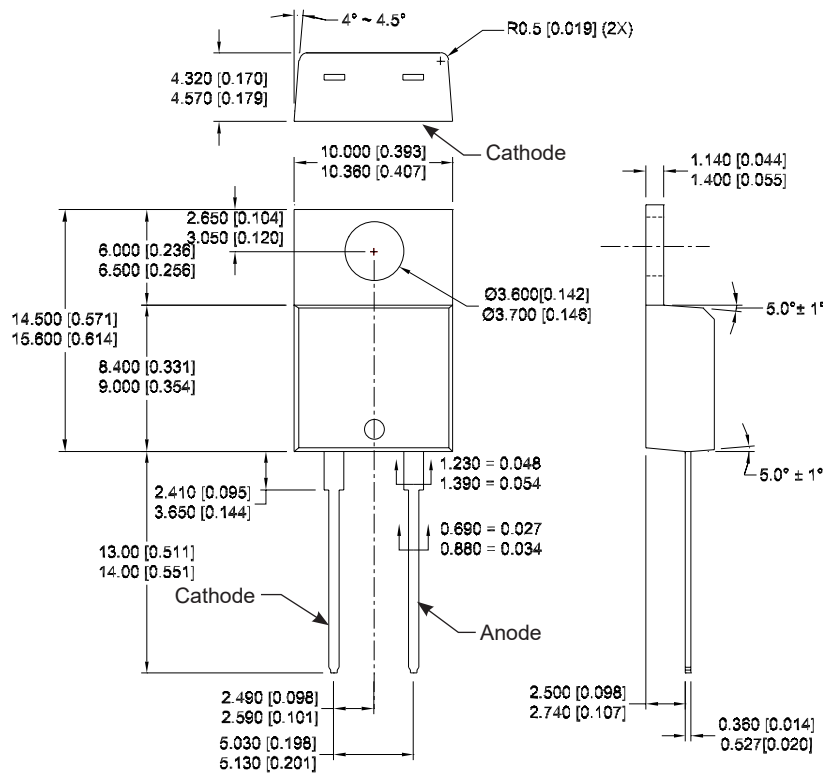 4° ~ 4.5°
R0.5 [0.019] (2X)
4.320 [0.170]
4.570 [0.179]
Cathode
10.000 [0.393]
10.360 [0.407]
1.140 [0.044]
1.400 [0.055]
2.650 [0.104]
3.050 [0.120]
6.000 [0.236]
6.500 [0.256]
Ø3.600[0.142]
Ø3.700 [0.146]
5.0°± 1°
14.500 [0.571]
15.600 [0.614]
8.400 [0.331]
9.000 [0.354]
1.230 = 0.048
1.390 = 0.054
5.0° ± 1°
2.410 [0.095]
3.650 [0.144]
0.690 = 0.027
0.880 = 0.034
13.00 [0.511]
14.00 [0.551]
Cathode
Anode
2.490 [0.098]
2.590 [0.101]
2.500 [0.098]
2.740 [0.107]
0.360 [0.014]
0.527[0.020]
5.030 [0.198]
5.130 [0.201]